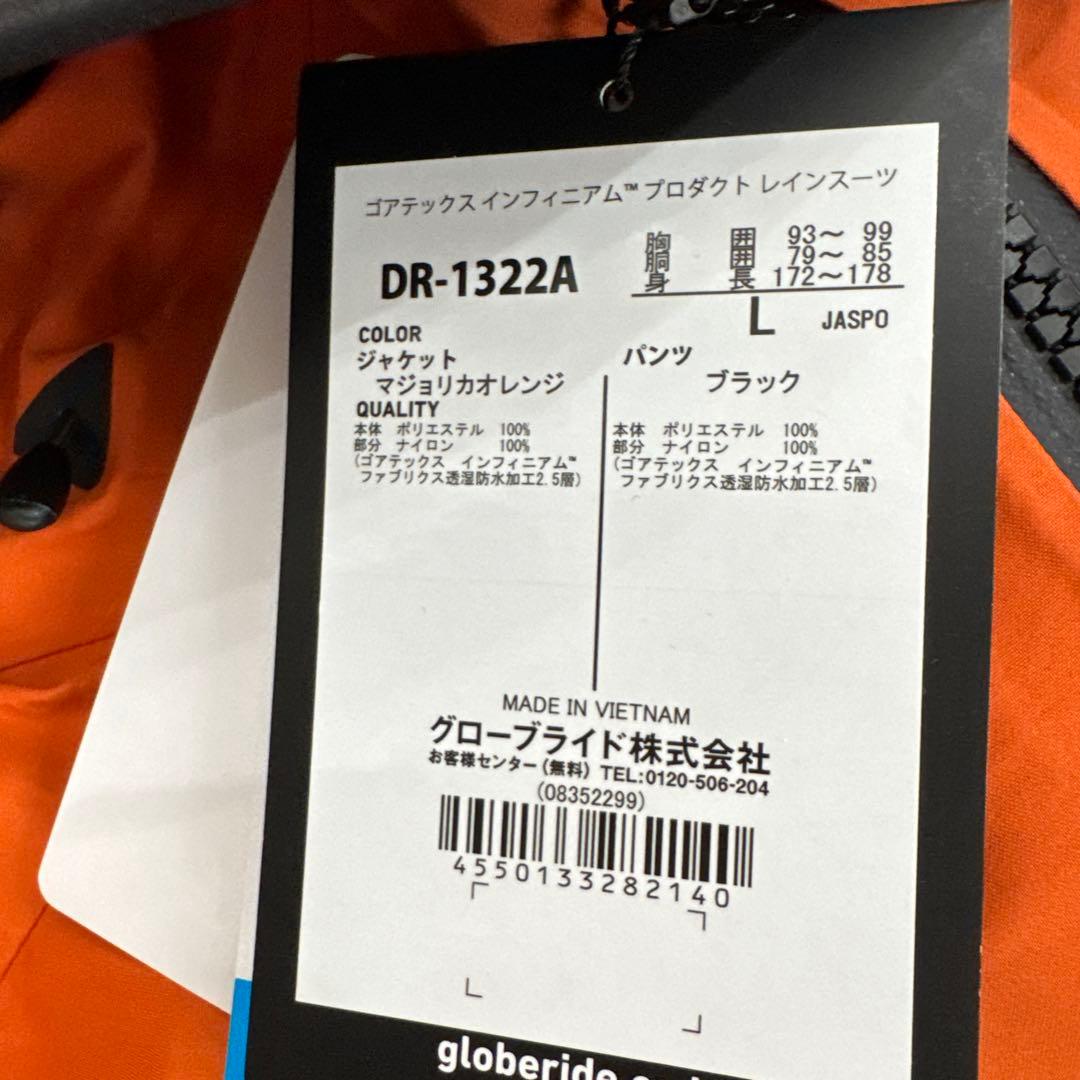 ゴアテックス インフィニアム™ プロダクト レインスーツ
DR-1322A
胸 囲 93～ 99
胴 囲 79～ 85
身 長 172～178
L JASPO
COLOR
ジャケット
マジョリカオレンジ
QUALITY
本体 ポリエステル 100%
部分 ナイロン 100%
(ゴアテックス インフィニアム™
ファブリクス透湿防水加工2.5層)
パンツ
ブラック
本体 ポリエステル 100%
部分 ナイロン 100%
(ゴアテックス インフィニアム™
ファブリクス透湿防水加工2.5層)
MADE IN VIETNAM
グローブライド株式会社
お客様センター(無料) TEL:0120-506-204
(08352299)
4550133282140
globeride